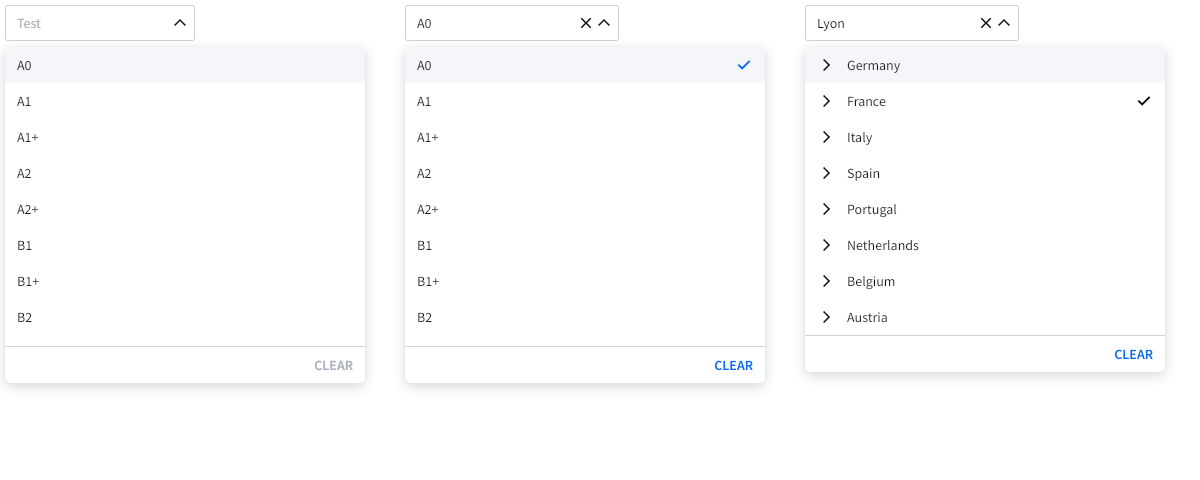 Test
A0
A1
A1+
A2
A2+
B1
B1+
B2
CLEAR
A0
A0
A1
A1+
A2
A2+
B1
B1+
B2
CLEAR
Lyon
Germany
France
Italy
Spain
Portugal
Netherlands
Belgium
Austria
CLEAR